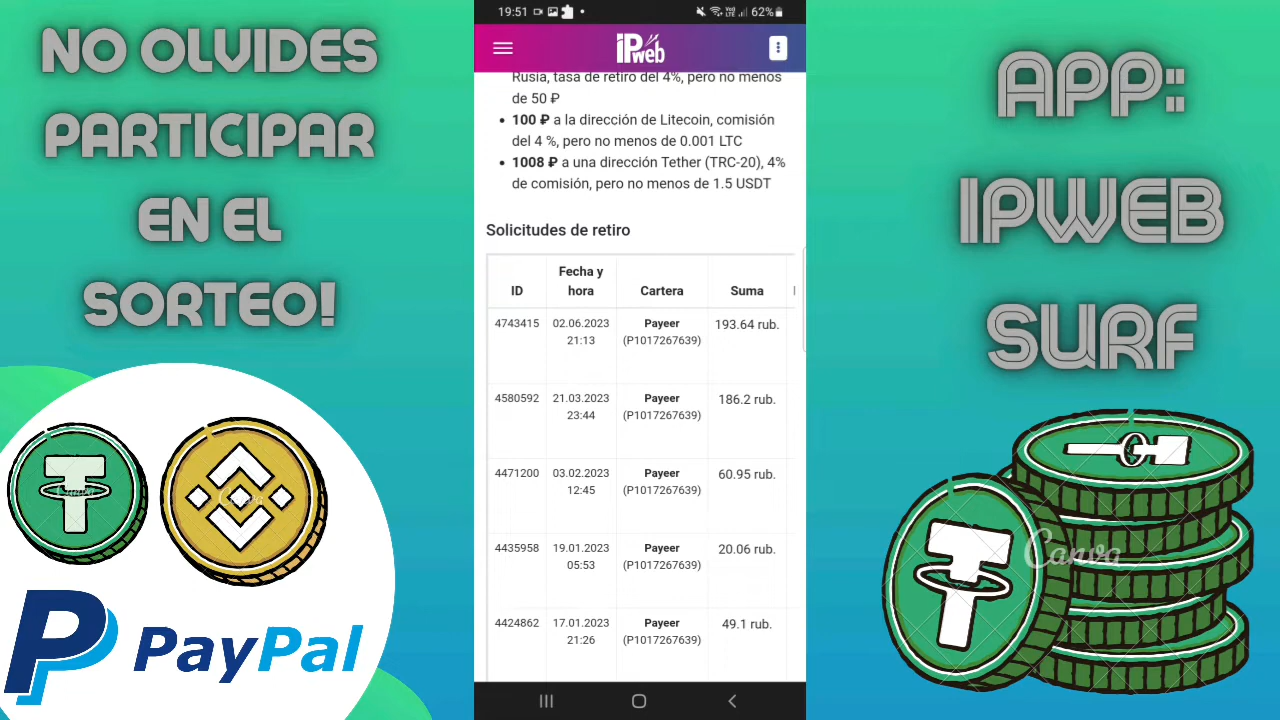 NO OLVIDES
PARTICIPAR
EN EL
SORTEO!
PayPal
19:51
62%
iPweb
Rusia, tasa de retiro del 4%, pero no menos
de 50 ₽
• 100 ₽ a la dirección de Litecoin, comisión
del 4 %, pero no menos de 0.001 LTC
• 1008 ₽ a una dirección Tether (TRC-20), 4%
de comisión, pero no menos de 1.5 USDT
Solicitudes de retiro
ID Fecha y hora Cartera Suma
4743415 02.06.2023 21:13 Payeer (P1017267639) 193.64 rub.
4580592 21.03.2023 23:44 Payeer (P1017267639) 186.2 rub.
4471200 03.02.2023 12:45 Payeer (P1017267639) 60.95 rub.
4435958 19.01.2023 05:53 Payeer (P1017267639) 20.06 rub.
4424862 17.01.2023 21:26 Payeer (P1017267639) 49.1 rub.
APP:
IPWEB
SURF
Canva
Canva
Canva